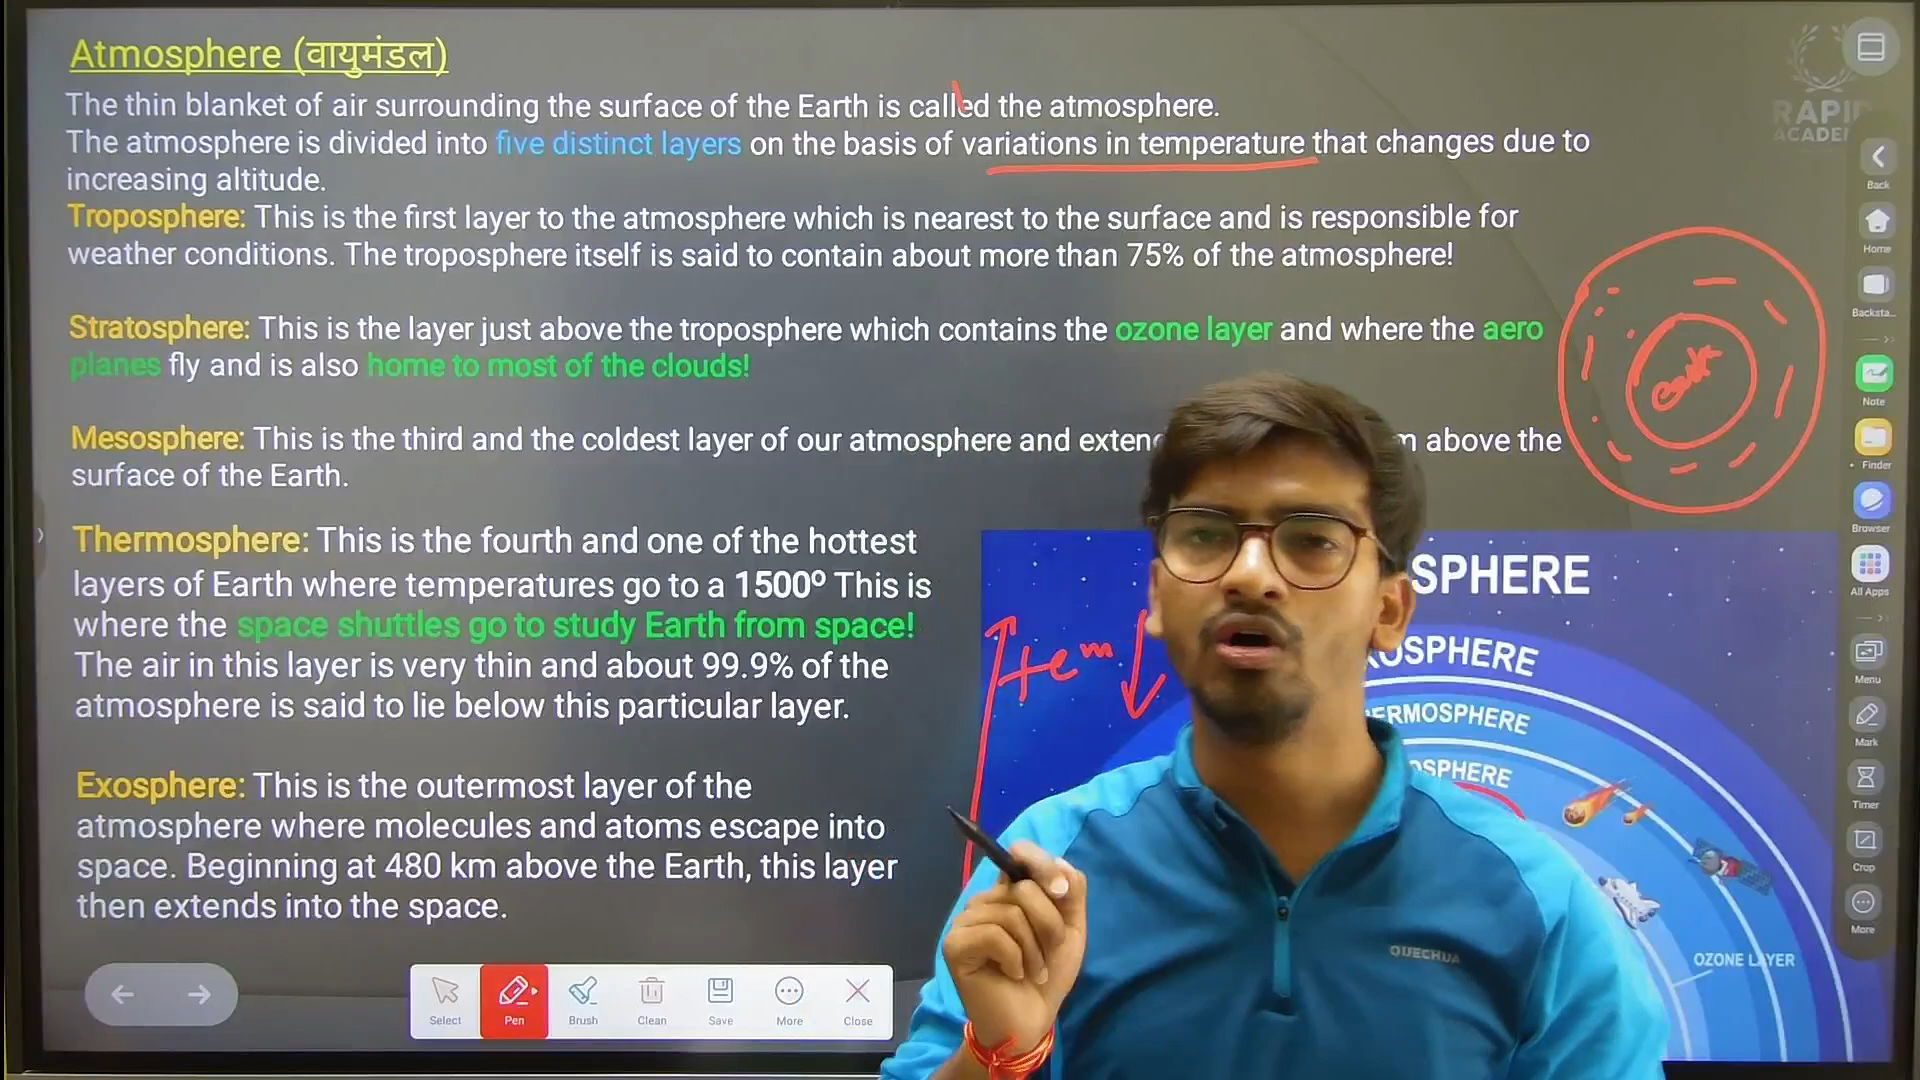 Atmosphere (वायुमंडल)
The thin blanket of air surrounding the surface of the Earth is called the atmosphere.
The atmosphere is divided into five distinct layers on the basis of variations in temperature that changes due to
increasing altitude.
Troposphere: This is the first layer to the atmosphere which is nearest to the surface and is responsible for
weather conditions. The troposphere itself is said to contain about more than 75% of the atmosphere!
Stratosphere: This is the layer just above the troposphere which contains the ozone layer and where the aero
planes fly and is also home to most of the clouds!
Mesosphere: This is the third and the coldest layer of our atmosphere and exten m above the
surface of the Earth.
Thermosphere: This is the fourth and one of the hottest
layers of Earth where temperatures go to a 1500º This is
where the space shuttles go to study Earth from space!
The air in this layer is very thin and about 99.9% of the
atmosphere is said to lie below this particular layer.
Exosphere: This is the outermost layer of the
atmosphere where molecules and atoms escape into
space. Beginning at 480 km above the Earth, this layer
then extends into the space.
SPHERE
OSPHERE
ERMOSPHERE
OSPHERE
OZONE LAYER
earth
Tem
QUECHUA
RAPI
ACADE
Back
Home
Backsta...
Note
Finder
Browser
All Apps
Menu
Mark
Timer
Crop
More
Select
Pen
Brush
Clean
Save
More
Close